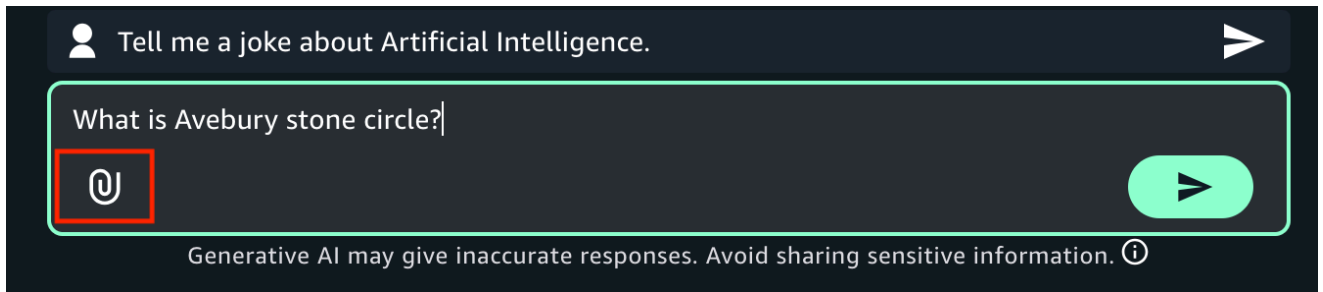 Tell me a joke about Artificial Intelligence.
What is Avebury stone circle?
Generative AI may give inaccurate responses. Avoid sharing sensitive information.